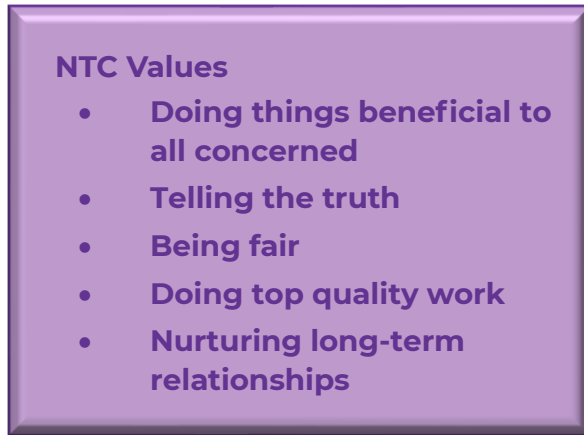 NTC Values
• Doing things beneficial to
all concerned
• Telling the truth
• Being fair
• Doing top quality work
• Nurturing long-term
relationships